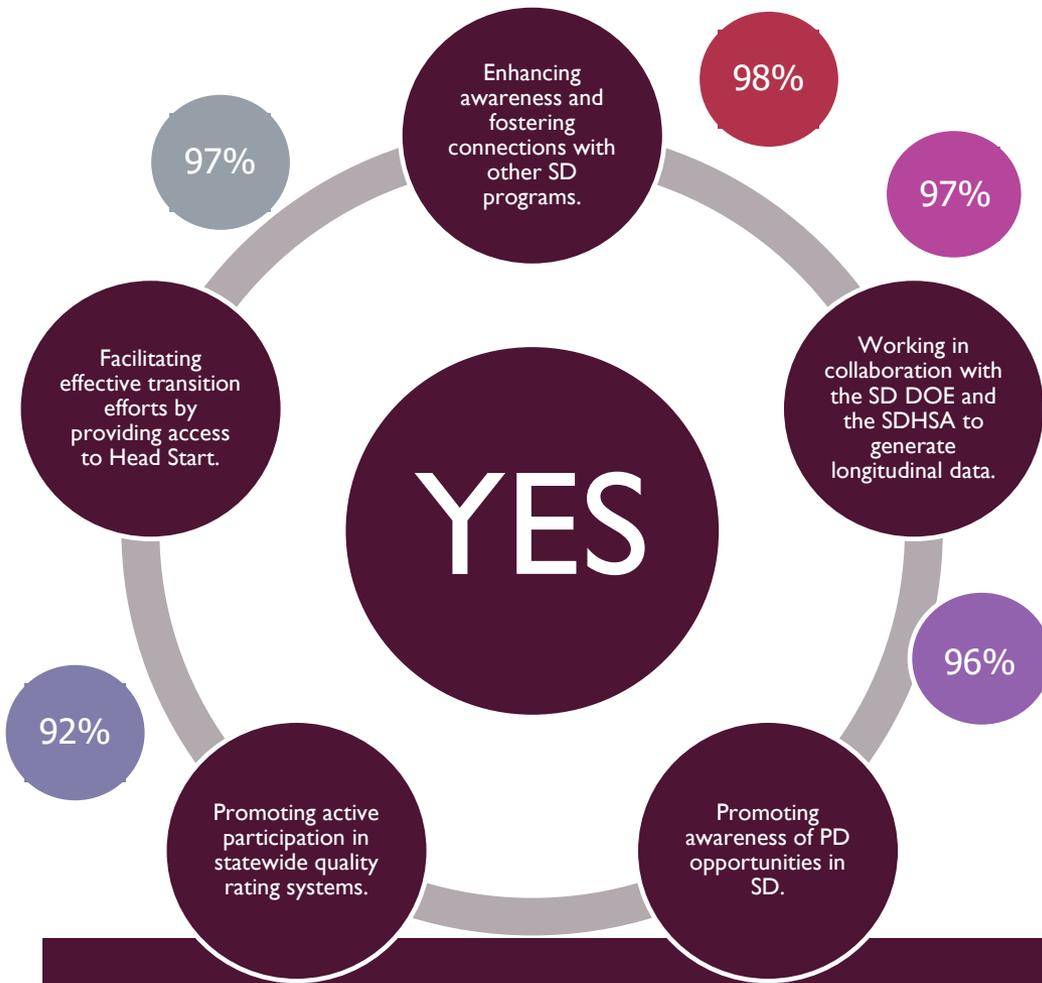 Enhancing
awareness and
fostering
connections with
other SD
programs.
98%
97%
97%
Facilitating
effective transition
efforts by
providing access
to Head Start.
Working in
collaboration with
the SD DOE and
the SDHSA to
generate
longitudinal data.
YES
96%
92%
Promoting active
participation in
statewide quality
rating systems.
Promoting
awareness of PD
opportunities in
SD.